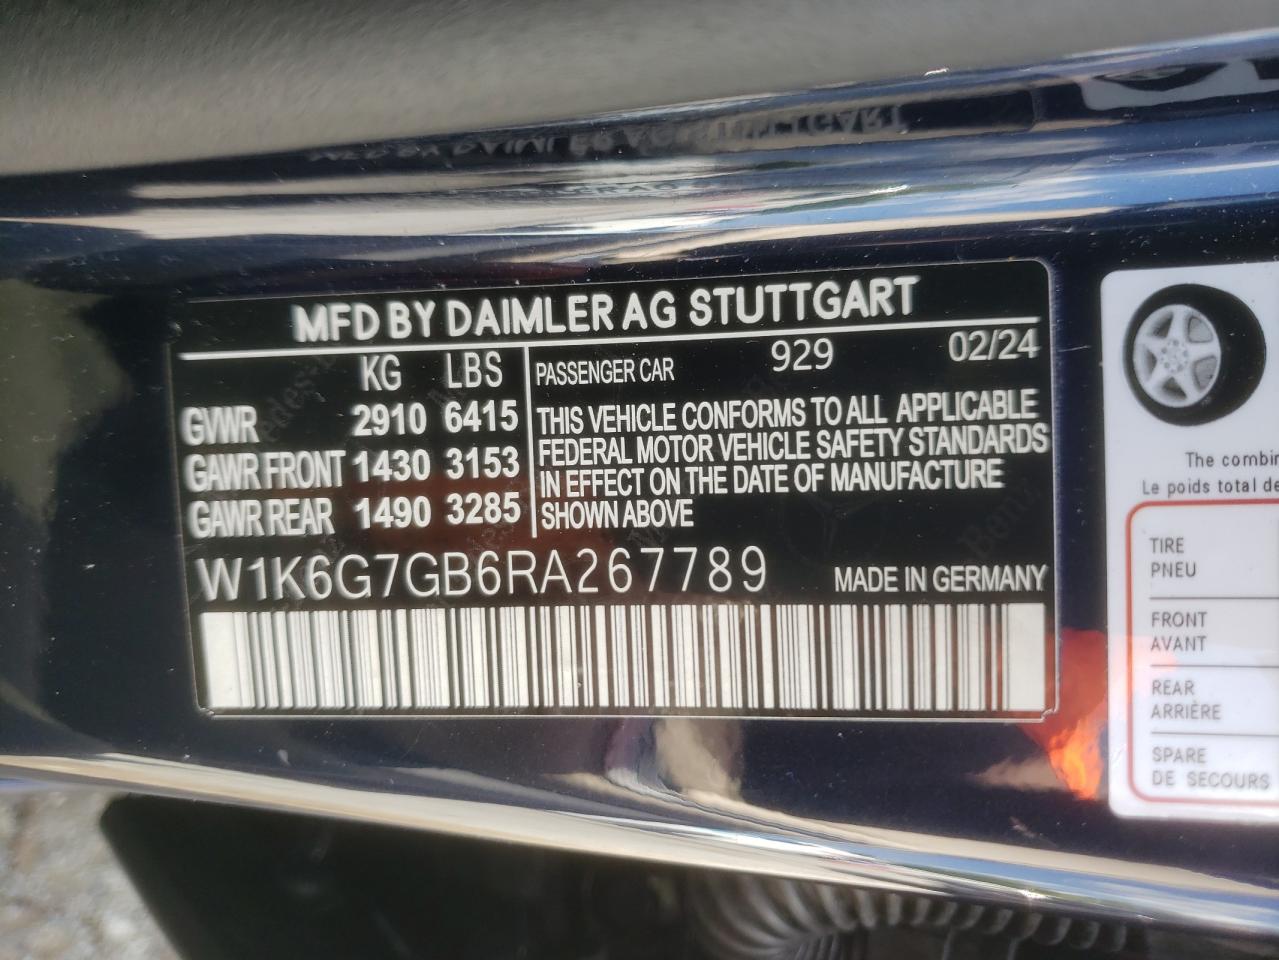 MFD BY DAIMLER AG STUTTGART
KG LBS
GVWR 2910 6415
GAWR FRONT 1430 3153
GAWR REAR 1490 3285
PASSENGER CAR 929 02/24
THIS VEHICLE CONFORMS TO ALL APPLICABLE
FEDERAL MOTOR VEHICLE SAFETY STANDARDS
IN EFFECT ON THE DATE OF MANUFACTURE
SHOWN ABOVE
W1K6G7GB6RA267789 MADE IN GERMANY
The combin
Le poids total de
TIRE
PNEU
FRONT
AVANT
REAR
ARRIÈRE
SPARE
DE SECOURS